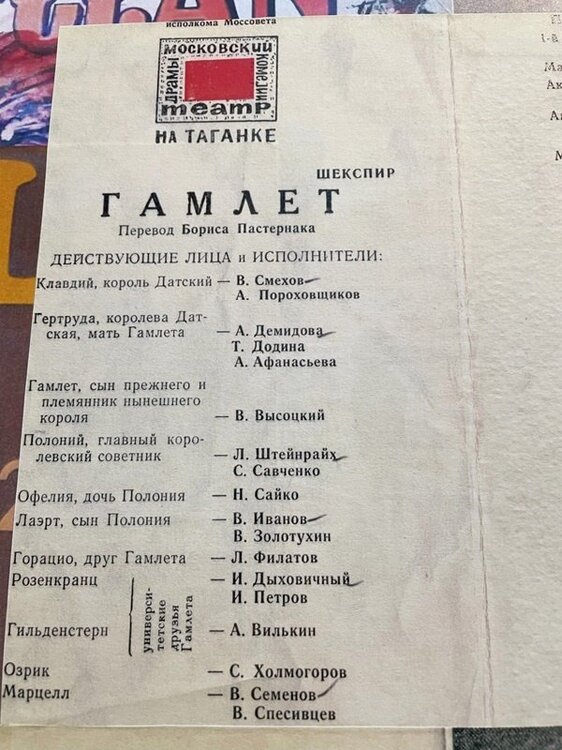 исполкома Моссовета
МОСКОВСКИЙ
ДРАМЫ
КОМЕДИИ
театр
НА ТАГАНКЕ
ШЕКСПИР
ГАМЛЕТ
Перевод Бориса Пастернака
ДЕЙСТВУЮЩИЕ ЛИЦА и ИСПОЛНИТЕЛИ:
Клавдий, король Датский — В. Смехов
А. Пороховщиков
Гертруда, королева Дат-
ская, мать Гамлета — А. Демидова
Т. Додина
А. Афанасьева
Гамлет, сын прежнего и
племянник нынешнего
короля — В. Высоцкий
Полоний, главный коро-
левский советник — Л. Штейнрайх
С. Савченко
Офелия, дочь Полония — Н. Сайко
Лаэрт, сын Полония — В. Иванов
В. Золотухин
Горацио, друг Гамлета — Л. Филатов
Розенкранц — И. Дыховичный
И. Петров
универси-
тетские
друзья
Гамлета
Гильденстерн — А. Вилькин
Озрик — С. Холмогоров
Марцелл — В. Семенов
В. Спесивцев